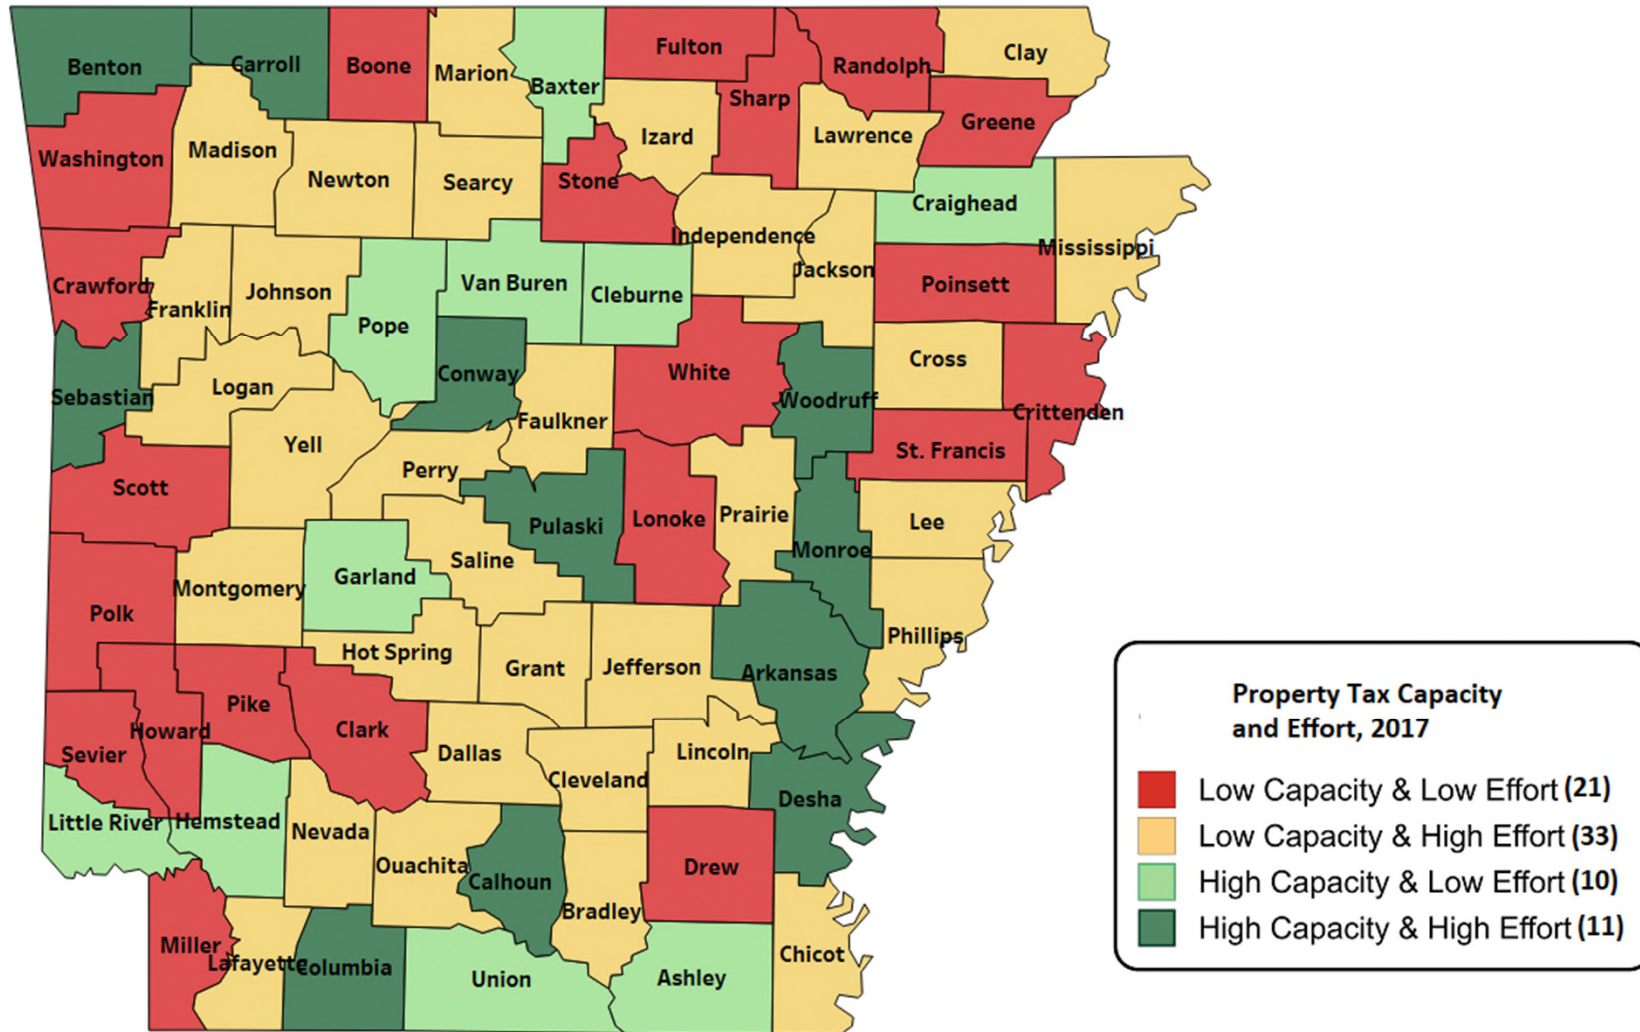 Benton
Carroll
Boone
Marion
Baxter
Fulton
Sharp
Randolph
Clay
Greene
Washington
Madison
Newton
Searcy
Stone
Izard
Lawrence
Craighead
Mississippi
Crawford
Franklin
Johnson
Pope
Van Buren
Cleburne
Independence
Jackson
Poinsett
Sebastian
Logan
Conway
Faulkner
White
Woodruff
Cross
Crittenden
St. Francis
Scott
Yell
Perry
Pulaski
Lonoke
Prairie
Monroe
Lee
Polk
Montgomery
Garland
Saline
Hot Spring
Grant
Jefferson
Arkansas
Phillips
Sevier
Howard
Pike
Clark
Dallas
Cleveland
Lincoln
Desha
Little River
Hemstead
Nevada
Ouachita
Calhoun
Bradley
Drew
Miller
Lafayette
Columbia
Union
Ashley
Chicot
Property Tax Capacity
and Effort, 2017
Low Capacity & Low Effort (21)
Low Capacity & High Effort (33)
High Capacity & Low Effort (10)
High Capacity & High Effort (11)